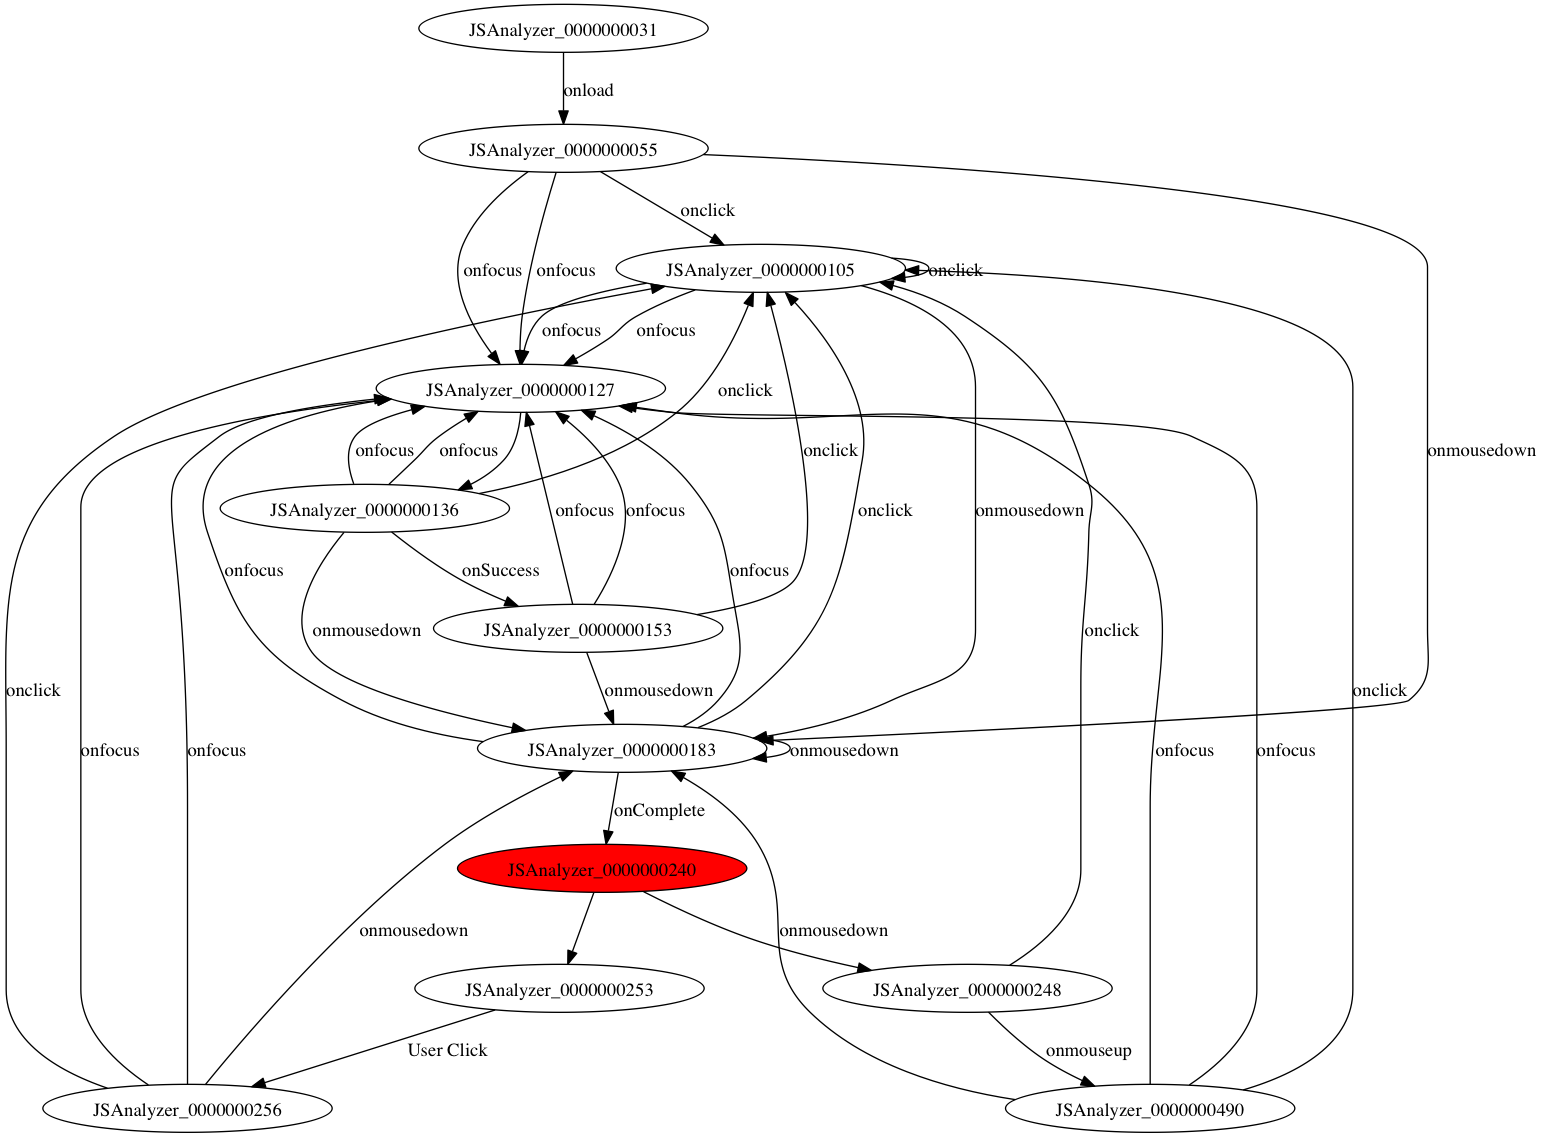 JSAnalyzer_0000000031
onload
JSAnalyzer_0000000055
onclick
onfocus
onfocus
JSAnalyzer_0000000105
onclick
onfocus
onfocus
JSAnalyzer_0000000127
onclick
onfocus
onfocus
onclick
onmousedown
JSAnalyzer_0000000136
onfocus
onfocus
onclick
onmousedown
onfocus
onSuccess
onfocus
onmousedown
JSAnalyzer_0000000153
onclick
onclick
onmousedown
onclick
onfocus
onfocus
JSAnalyzer_0000000183
onmousedown
onfocus
onfocus
onComplete
JSAnalyzer_0000000240
onmousedown
onmousedown
JSAnalyzer_0000000253
JSAnalyzer_0000000248
User Click
onmouseup
JSAnalyzer_0000000256
JSAnalyzer_0000000490